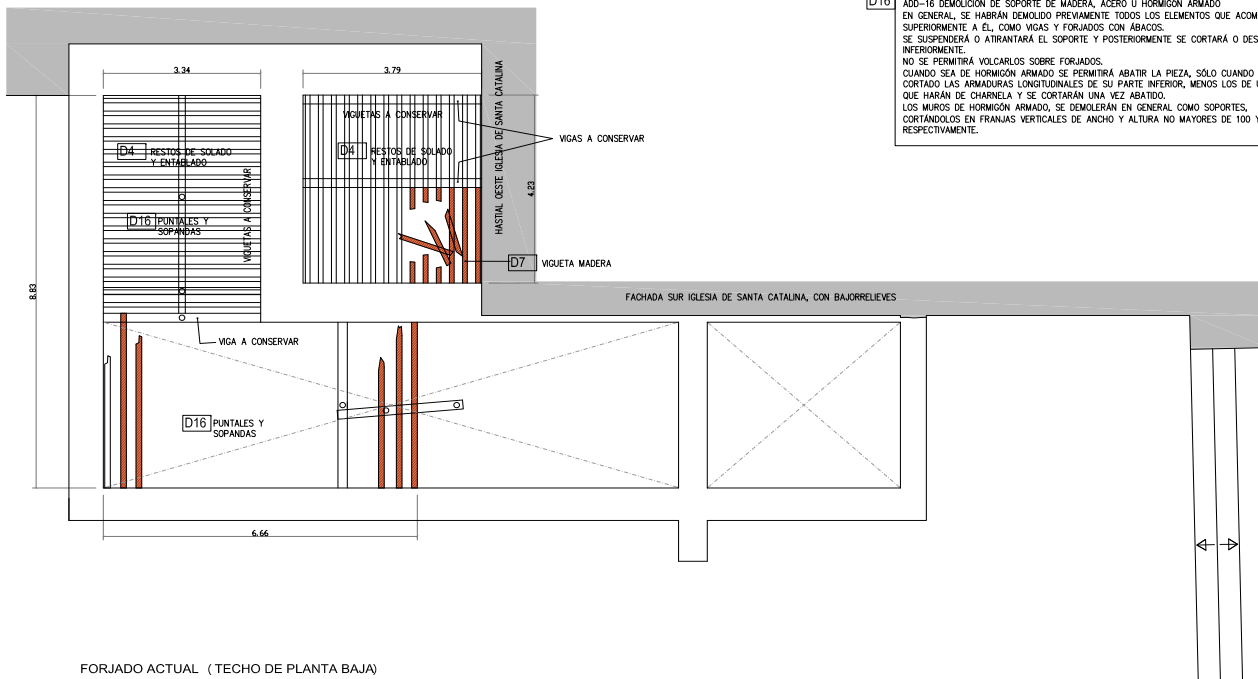 D16
ADD-16 DEMOLICIÓN DE SOPORTE DE MADERA, ACERO U HORMIGÓN ARMADO
EN GENERAL, SE HABRÁN DEMOLIDO PREVIAMENTE TODOS LOS ELEMENTOS QUE ACOM
SUPERIORMENTE A ÉL, COMO VIGAS Y FORJADOS CON ÁBACOS.
SE SUSPENDERÁ O ATIRANTARÁ EL SOPORTE Y POSTERIORMENTE SE CORTARÁ O DES
INFERIORMENTE.
NO SE PERMITIRÁ VOLCARLOS SOBRE FORJADOS.
CUANDO SEA DE HORMIGÓN ARMADO SE PERMITIRÁ ABATIR LA PIEZA, SÓLO CUANDO
CORTADO LAS ARMADURAS LONGITUDINALES DE SU PARTE INFERIOR, MENOS LOS DE U
QUE HARÁN DE CHARNELA Y SE CORTARÁN UNA VEZ ABATIDO.
LOS MUROS DE HORMIGÓN ARMADO, SE DEMOLERÁN EN GENERAL COMO SOPORTES,
CORTÁNDOLOS EN FRANJAS VERTICALES DE ANCHO Y ALTURA NO MAYORES DE 100 Y
RESPECTIVAMENTE.
3.34
3.79
VIGUETAS A CONSERVAR
VIGAS A CONSERVAR
D4 RESTOS DE SOLADO
Y ENTABLADO
D4 RESTOS DE SOLADO
Y ENTABLADO
HASTIAL OESTE IGLESIA DE SANTA CATALINA
4.23
VIGUETAS A CONSERVAR
D16 PUNTALES Y
SOPANDAS
D7 VIGUETA MADERA
8.83
FACHADA SUR IGLESIA DE SANTA CATALINA, CON BAJORRELIEVES
VIGA A CONSERVAR
D16 PUNTALES Y
SOPANDAS
6.66
FORJADO ACTUAL ( TECHO DE PLANTA BAJA)